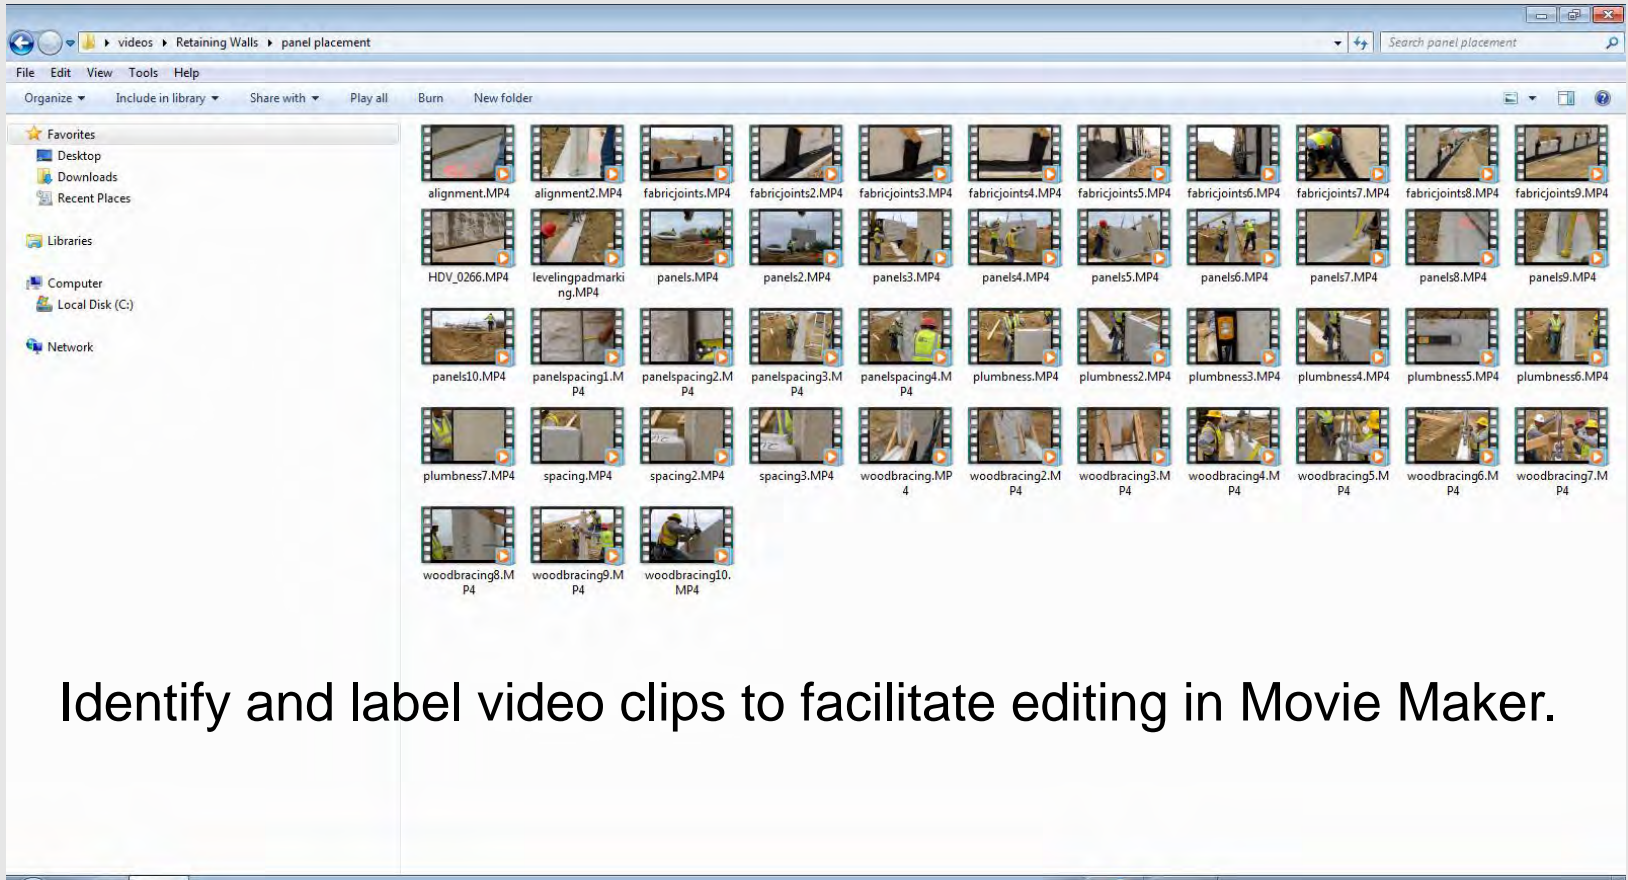 videos ▸ Retaining Walls ▸ panel placement
Search panel placement
File Edit View Tools Help
Organize Include in library Share with Play all Burn New folder
Favorites
Desktop
Downloads
Recent Places
Libraries
Computer
Local Disk (C:)
Network
alignment.MP4 alignment2.MP4 fabricjoints.MP4 fabricjoints2.MP4 fabricjoints3.MP4 fabricjoints4.MP4 fabricjoints5.MP4 fabricjoints6.MP4 fabricjoints7.MP4 fabricjoints8.MP4 fabricjoints9.MP4
HDV_0266.MP4 levelingpadmarki panels.MP4 panels2.MP4 panels3.MP4 panels4.MP4 panels5.MP4 panels6.MP4 panels7.MP4 panels8.MP4 panels9.MP4
ng.MP4
panels10.MP4 panelspacing1.M panelspacing2.M panelspacing3.M panelspacing4.M plumbness.MP4 plumbness2.MP4 plumbness3.MP4 plumbness4.MP4 plumbness5.MP4 plumbness6.MP4
P4 P4 P4 P4
plumbness7.MP4 spacing.MP4 spacing2.MP4 spacing3.MP4 woodbracing.MP woodbracing2.M woodbracing3.M woodbracing4.M woodbracing5.M woodbracing6.M woodbracing7.M
4 P4 P4 P4 P4 P4 P4
woodbracing8.M woodbracing9.M woodbracing10.
P4 P4 MP4
Identify and label video clips to facilitate editing in Movie Maker.